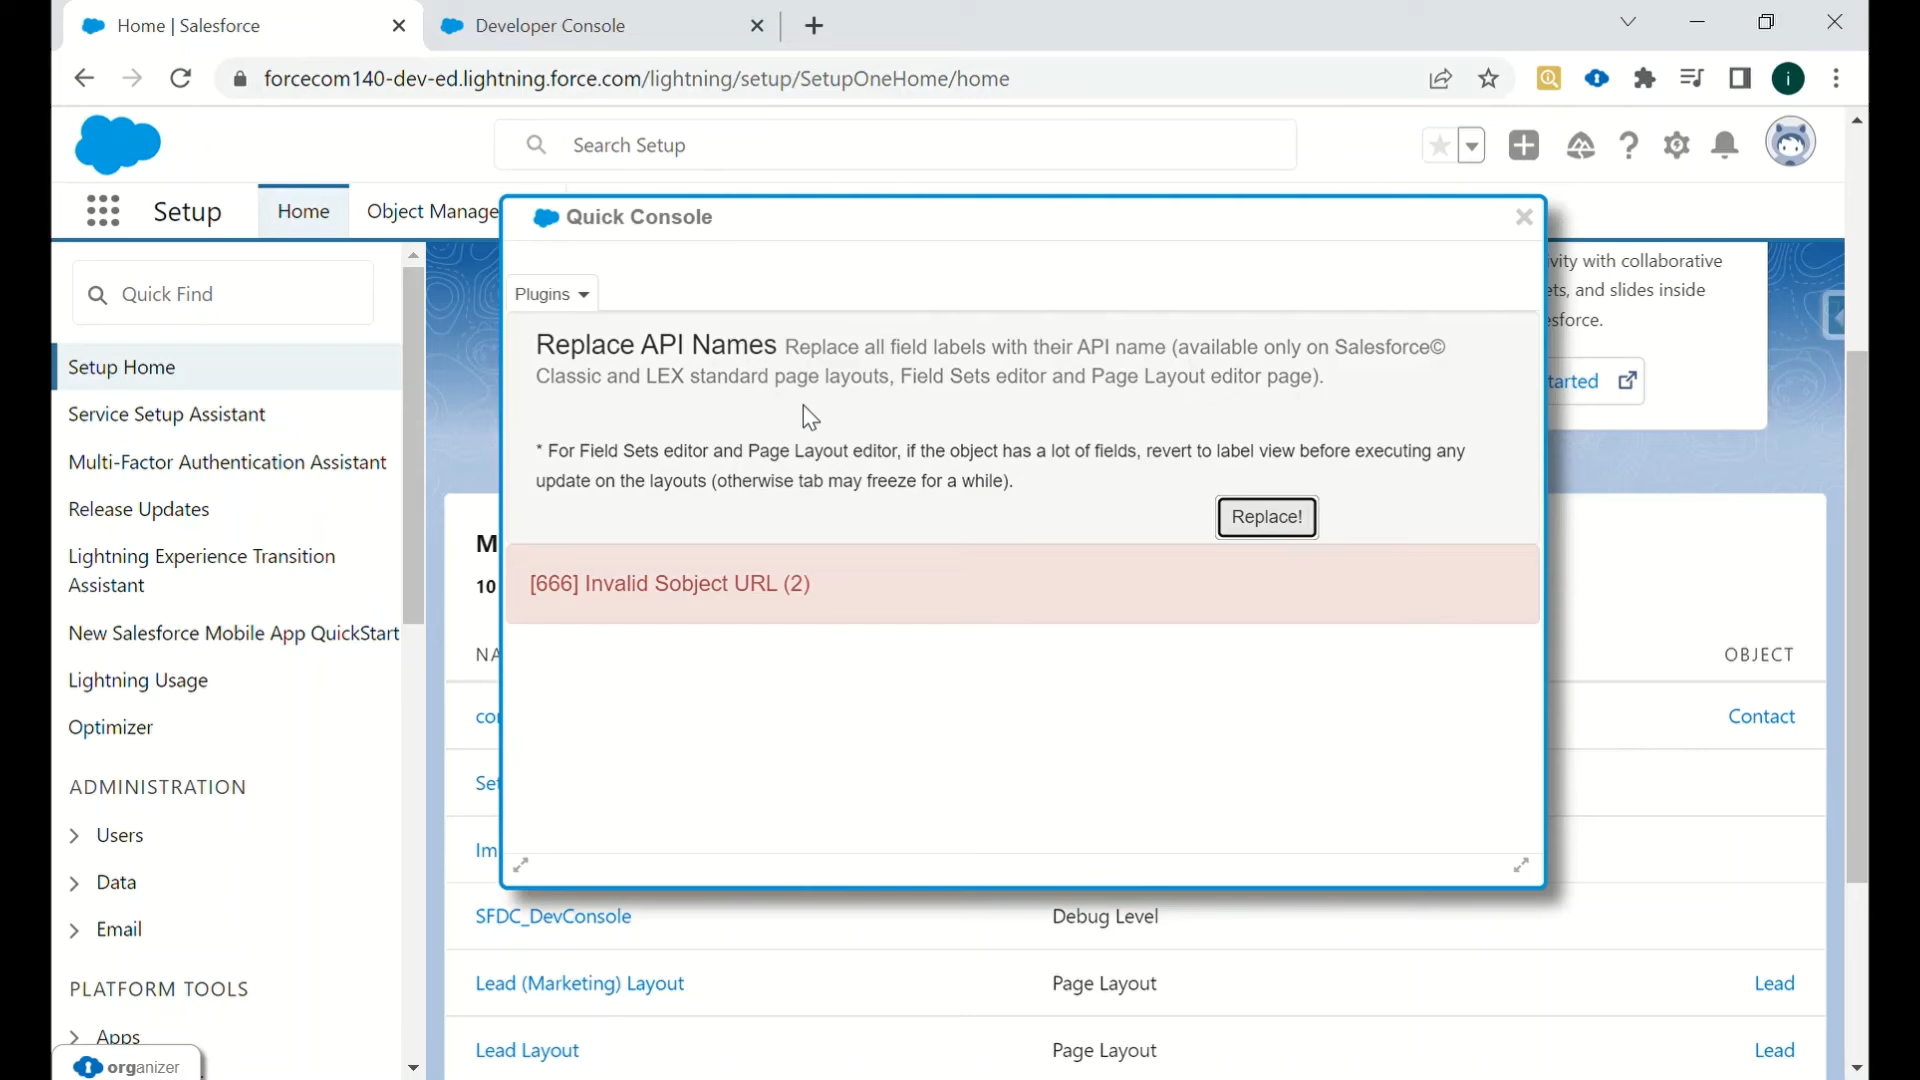 Home | Salesforce
Developer Console
forcecom140-dev-ed.lightning.force.com/lightning/setup/SetupOneHome/home
i
Search Setup
Setup
Home
Object Manage
Quick Console
Plugins
Replace API Names Replace all field labels with their API name (available only on Salesforce©
Classic and LEX standard page layouts, Field Sets editor and Page Layout editor page).
* For Field Sets editor and Page Layout editor, if the object has a lot of fields, revert to label view before executing any
update on the layouts (otherwise tab may freeze for a while).
Replace!
[666] Invalid Sobject URL (2)
Quick Find
Setup Home
Service Setup Assistant
Multi-Factor Authentication Assistant
Release Updates
Lightning Experience Transition
Assistant
New Salesforce Mobile App QuickStart
Lightning Usage
Optimizer
ADMINISTRATION
Users
Data
Email
PLATFORM TOOLS
Apps
organizer
ivity with collaborative
ets, and slides inside
esforce.
tarted
M
10
NA
OBJECT
co
Contact
Set
Im
SFDC_DevConsole
Debug Level
Lead (Marketing) Layout
Page Layout
Lead
Lead Layout
Page Layout
Lead